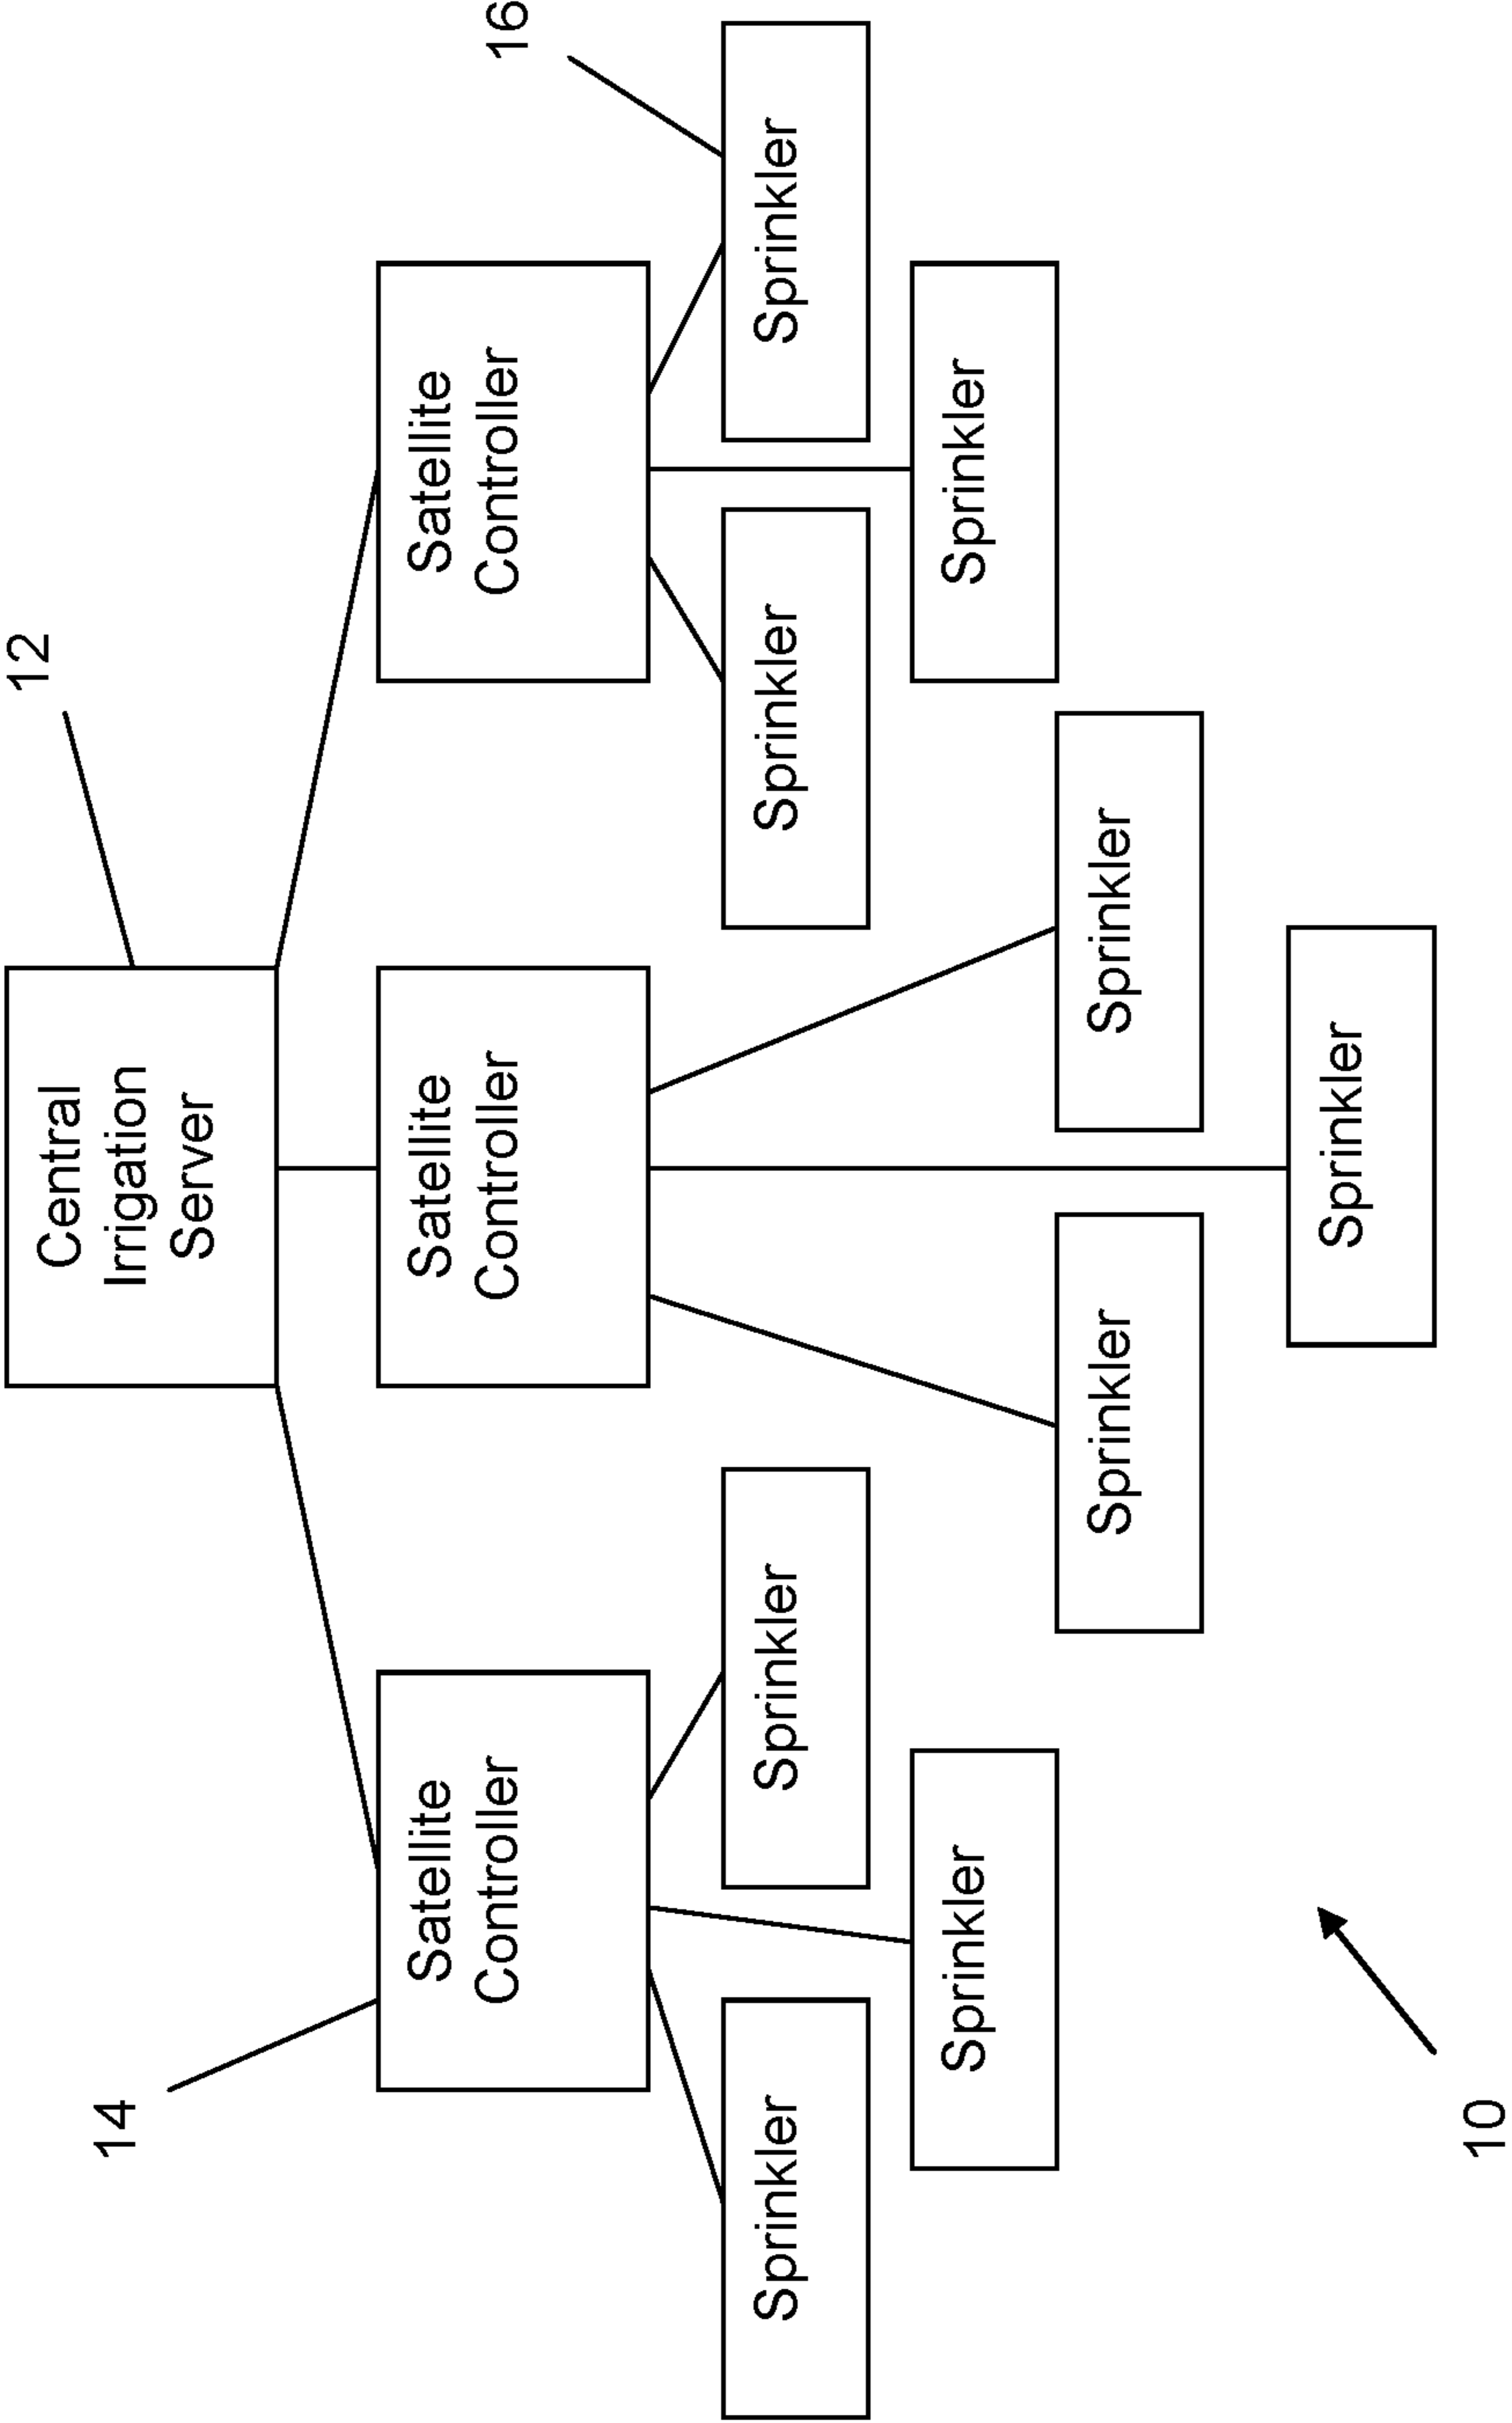 12
Central
Irrigation
Server
14
Satellite
Controller
Satellite
Controller
Satellite
Controller
16
Sprinkler
Sprinkler
Sprinkler
Sprinkler
Sprinkler
Sprinkler
Sprinkler
Sprinkler
Sprinkler
10